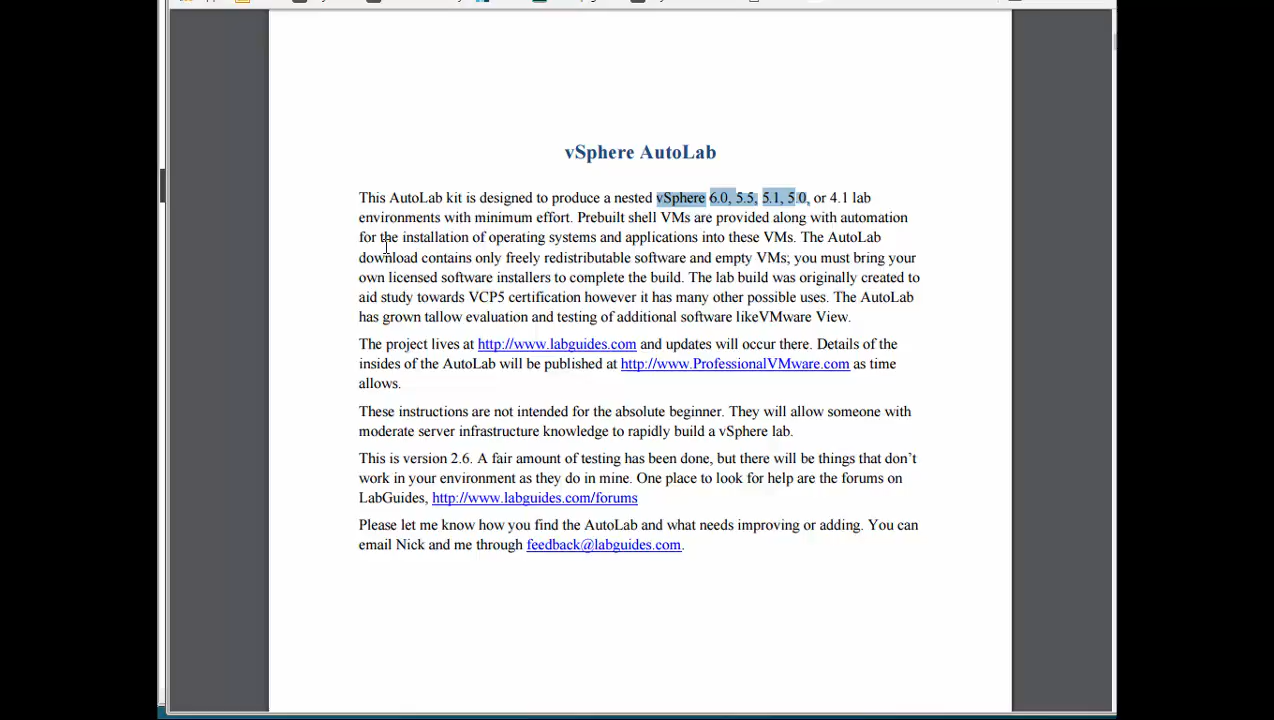 vSphere AutoLab
This AutoLab kit is designed to produce a nested vSphere 6.0, 5.5, 5.1, 5.0, or 4.1 lab
environments with minimum effort. Prebuilt shell VMs are provided along with automation
for the installation of operating systems and applications into these VMs. The AutoLab
download contains only freely redistributable software and empty VMs; you must bring your
own licensed software installers to complete the build. The lab build was originally created to
aid study towards VCP5 certification however it has many other possible uses. The AutoLab
has grown tallow evaluation and testing of additional software likeVMware View.
The project lives at http://www.labguides.com and updates will occur there. Details of the
insides of the AutoLab will be published at http://www.ProfessionalVMware.com as time
allows.
These instructions are not intended for the absolute beginner. They will allow someone with
moderate server infrastructure knowledge to rapidly build a vSphere lab.
This is version 2.6. A fair amount of testing has been done, but there will be things that don't
work in your environment as they do in mine. One place to look for help are the forums on
LabGuides, http://www.labguides.com/forums
Please let me know how you find the AutoLab and what needs improving or adding. You can
email Nick and me through feedback@labguides.com.